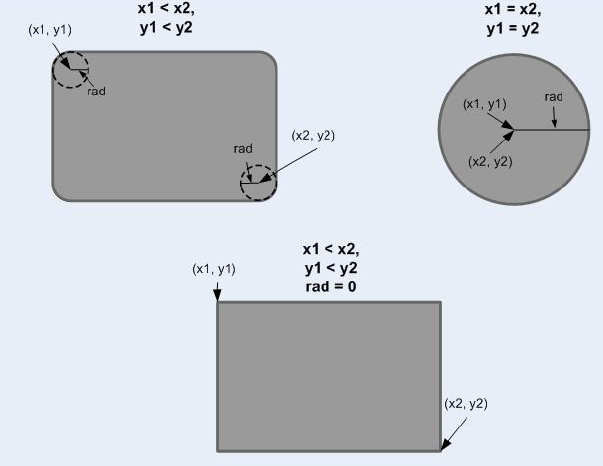 x1 < x2,
y1 < y2
(x1, y1)
rad
rad
(x2, y2)
x1 = x2,
y1 = y2
(x1, y1)
rad
(x2, y2)
x1 < x2,
y1 < y2
rad = 0
(x1, y1)
(x2, y2)